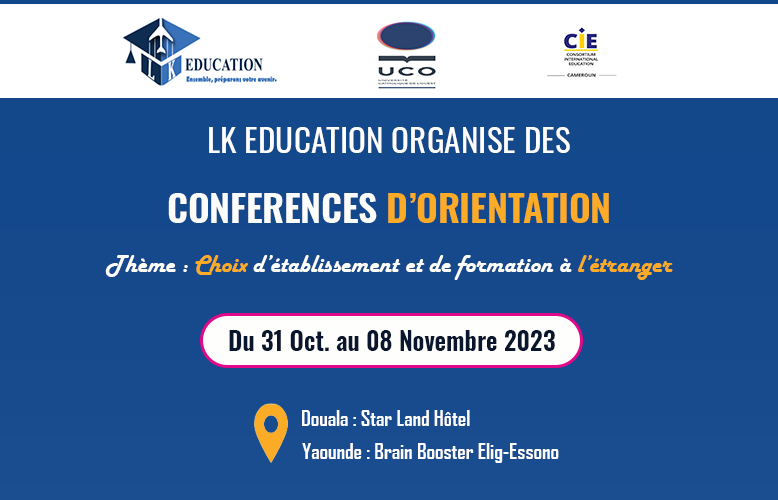 LK EDUCATION
Ensemble, préparons votre avenir.
UCO
UNIVERSITÉ
CATHOLIQUE DE L'OUEST
CIE
CONSORTIUM
INTERNATIONAL
EDUCATION
CAMEROUN
LK EDUCATION ORGANISE DES
CONFERENCES D’ORIENTATION
Thème : Choix d’établissement et de formation à l’étranger
Du 31 Oct. au 08 Novembre 2023
Douala : Star Land Hôtel
Yaounde : Brain Booster Elig-Essono